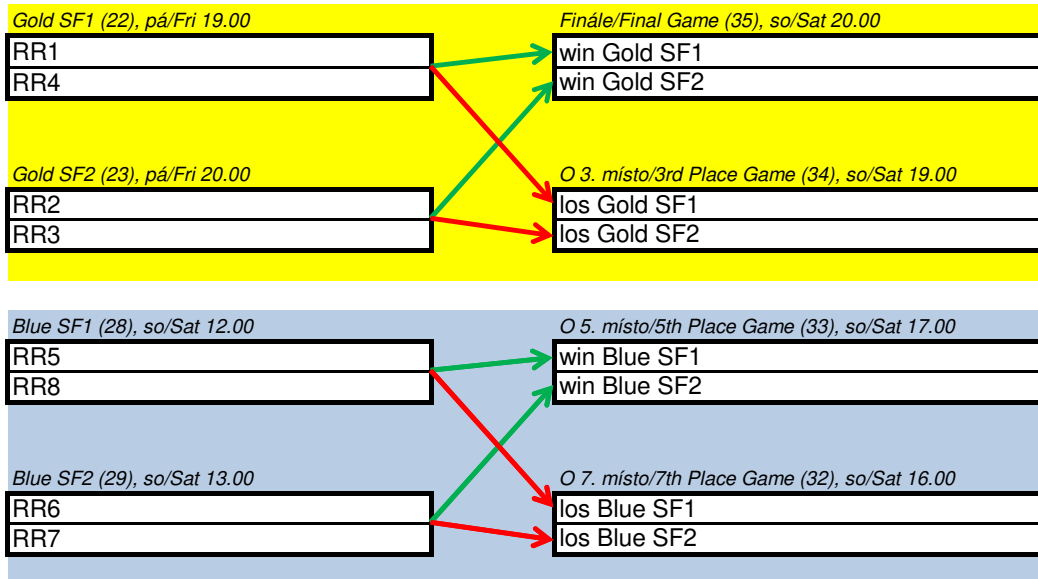 Gold SF1 (22), pá/Fri 19.00
RR1
RR4
Finále/Final Game (35), so/Sat 20.00
win Gold SF1
win Gold SF2
Gold SF2 (23), pá/Fri 20.00
RR2
RR3
O 3. místo/3rd Place Game (34), so/Sat 19.00
los Gold SF1
los Gold SF2
Blue SF1 (28), so/Sat 12.00
RR5
RR8
O 5. místo/5th Place Game (33), so/Sat 17.00
win Blue SF1
win Blue SF2
Blue SF2 (29), so/Sat 13.00
RR6
RR7
O 7. místo/7th Place Game (32), so/Sat 16.00
los Blue SF1
los Blue SF2